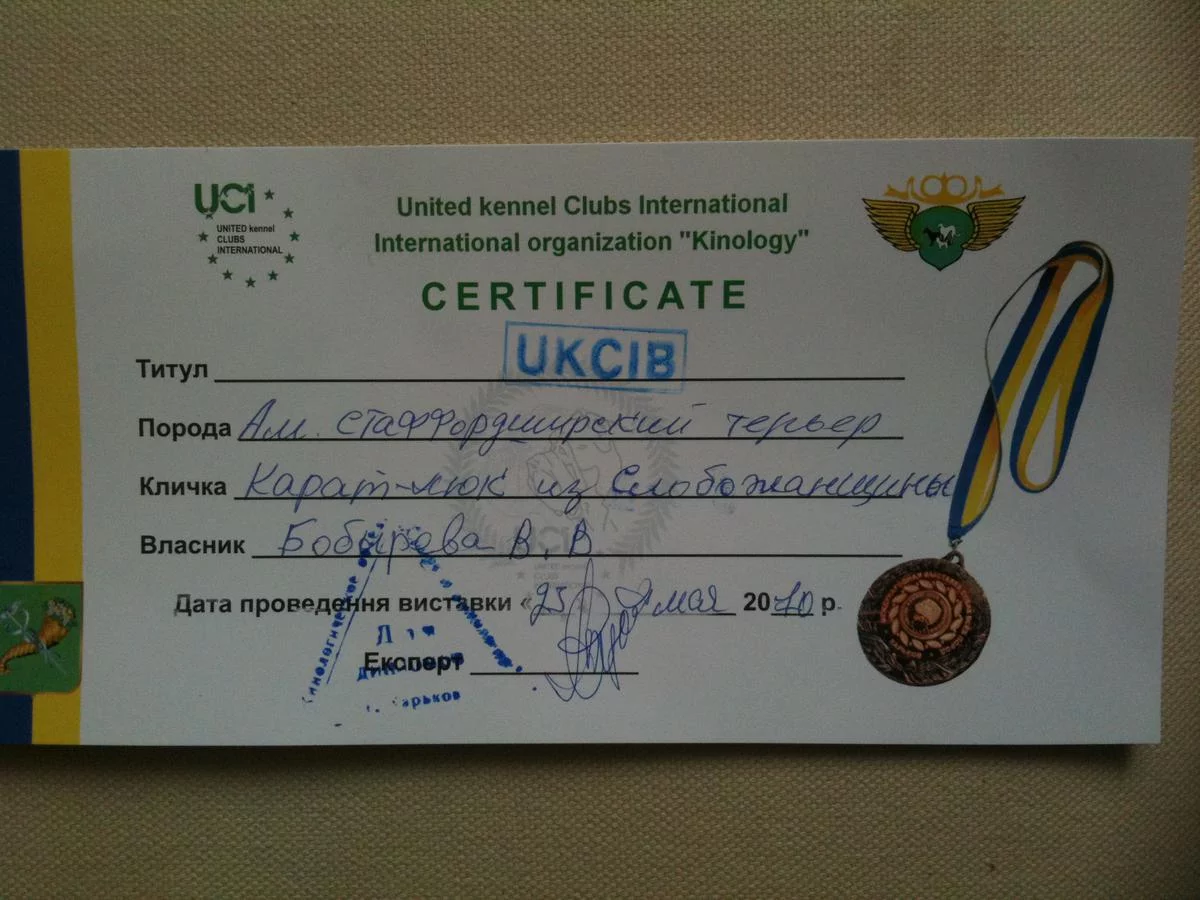 UCI
UNITED kennel
CLUBS
INTERNATIONAL
United kennel Clubs International
International organization "Kinology"
CERTIFICATE
Титул UKCIB
Порода Ам. стаффордширский терьер
Кличка Карат-люк из Слобожанщины
Власник Бобырова В. В
Дата проведення виставки «25 мая 2010 р.
Експерт